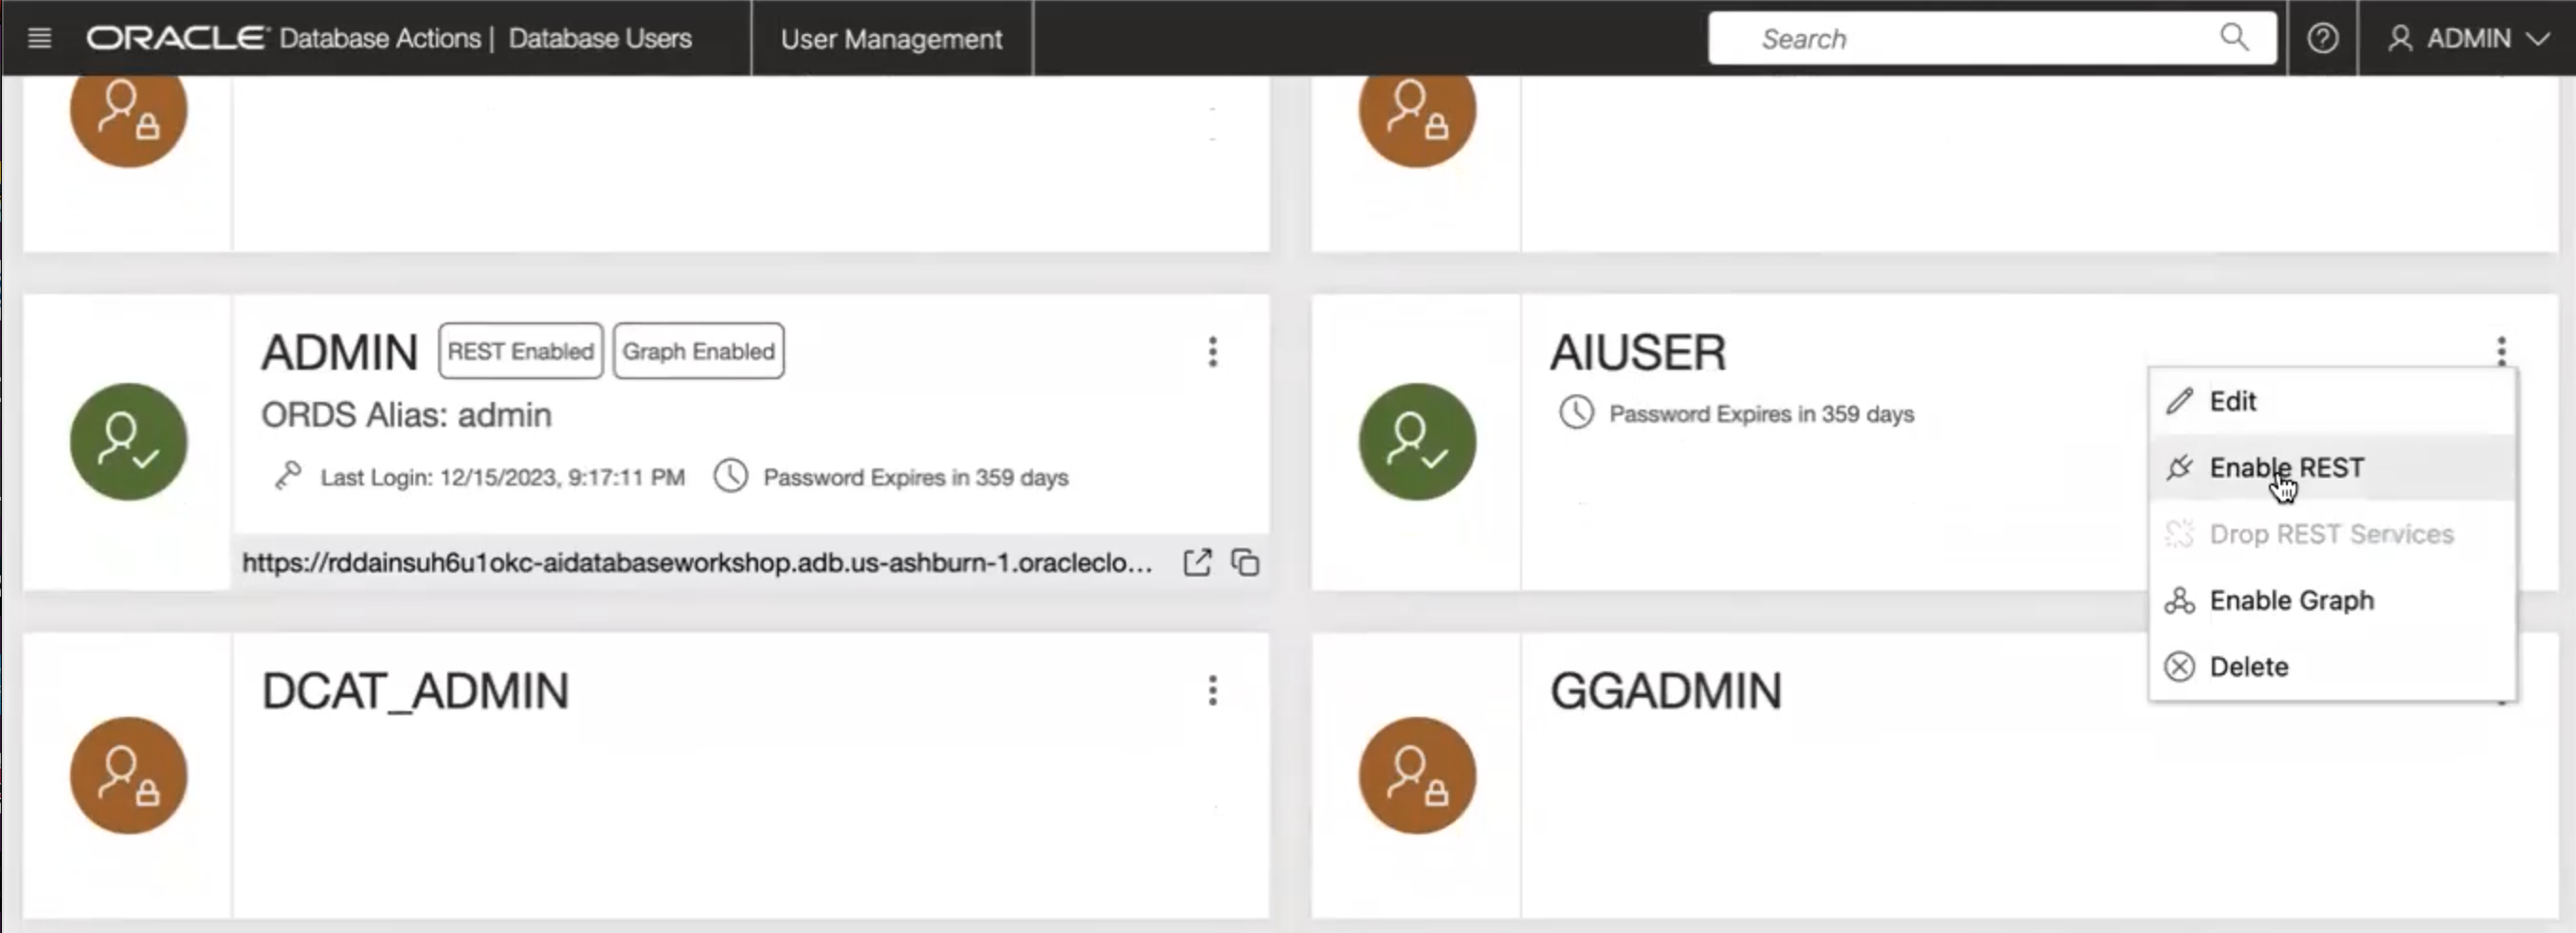 ORACLE Database Actions | Database Users
User Management
Search
ADMIN
ADMIN REST Enabled Graph Enabled
ORDS Alias: admin
Last Login: 12/15/2023, 9:17:11 PM Password Expires in 359 days
https://rddainsuh6u1okc-aidatabaseworkshop.adb.us-ashburn-1.oracleclo...
AIUSER
Password Expires in 359 days
Edit
Enable REST
Drop REST Services
Enable Graph
Delete
DCAT_ADMIN
GGADMIN